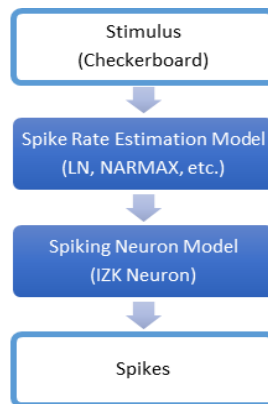 Stimulus
(Checkerboard)
Spike Rate Estimation Model
(LN, NARMAX, etc.)
Spiking Neuron Model
(IZK Neuron)
Spikes